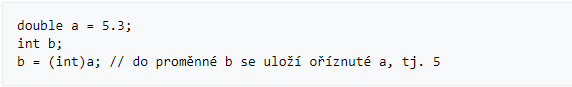 double a = 5.3;
int b;
b = (int)a; // do proměnné b se uloží oříznuté a, tj. 5